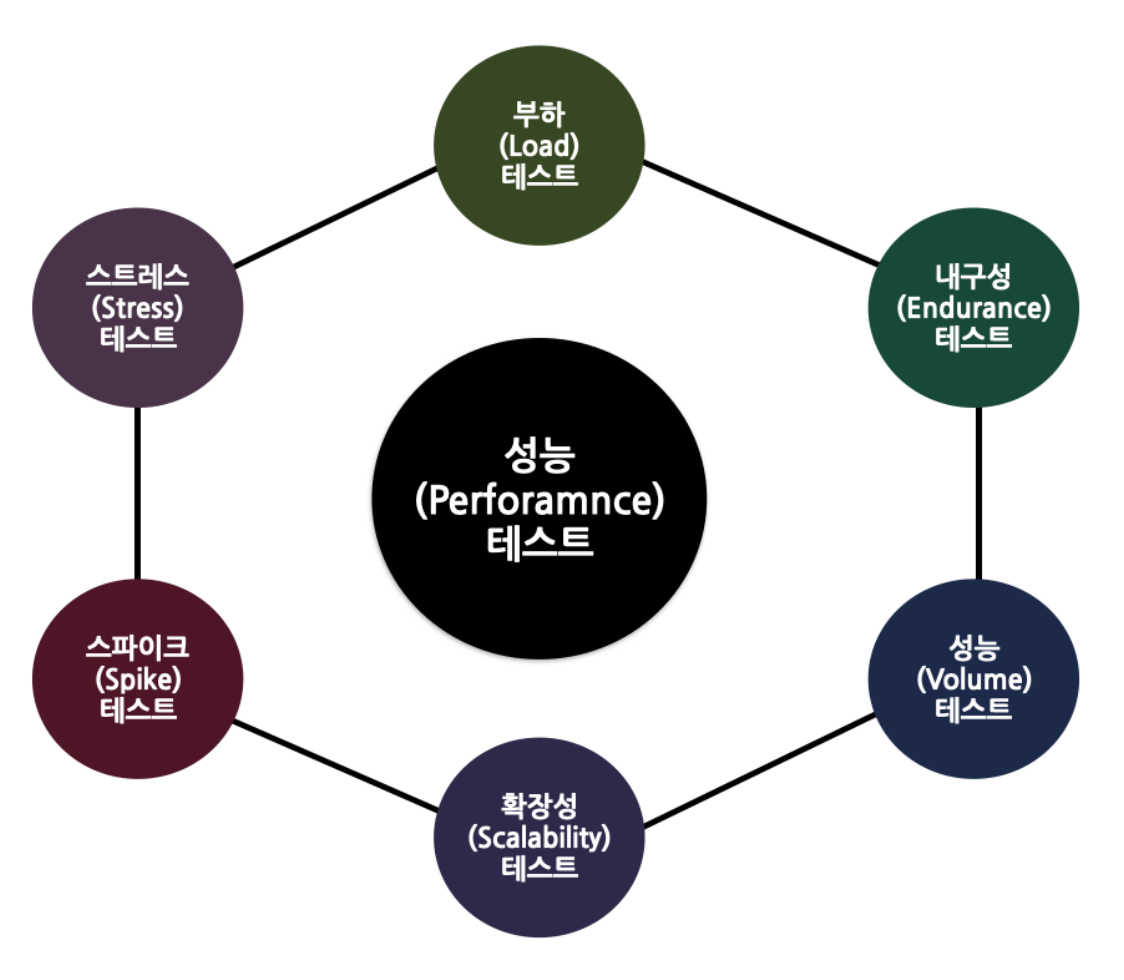 부하
(Load)
테스트
스트레스
(Stress)
테스트
내구성
(Endurance)
테스트
성능
(Perforamnce)
테스트
스파이크
(Spike)
테스트
성능
(Volume)
테스트
확장성
(Scalability)
테스트